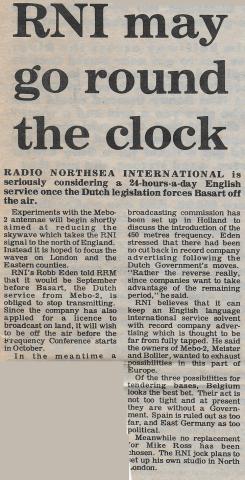 RNI may
go round
the clock
RADIO NORTHSEA INTERNATIONAL is
seriously considering a 24-hours-a-day English
service once the Dutch legislation forces Basart off
the air.
Experiments with the Mebo-
2 antennae will begin shortly
aimed at reducing the
skywave which takes the RNI
signal to the north of England.
Instead it is hoped to focus the
waves on London and the
Eastern counties.
RNI's Robb Eden told RRM
that it would be September
before Basart, the Dutch
service from Mebo-2, is
obliged to stop transmitting.
Since the company has also
applied for a licence to
broadcast on land, it will wish
to be off the air before the
Frequency Conference starts
in October.
In the meantime a
broadcasting commission has
been set up in Holland to
discuss the introduction of the
450 metres frequency. Eden
stressed that there had been
no cut back in record company
advertising following the
Dutch Government's moves.
"Rather the reverse really,
since companies want to take
advantage of the remaining
period," he said.
RNI believes that it can
keep an English language
international service solvent
with record company adver-
tising which is thought to be
far from fully tapped. He said
the owners of Mebo-2, Meister
and Bollier, wanted to exhaust
possibilities in this part of
Europe.
Of the three possibilities for
tendering bases, Belgium
looks the best bet. Their act is
not too tight and at present
they are without a Govern-
ment. Spain is ruled out as too
far, and East Germany as too
political.
Meanwhile no replacement
for Mike Ross has been
chosen. The RNI jock plans to
set up his own studio in North
London.